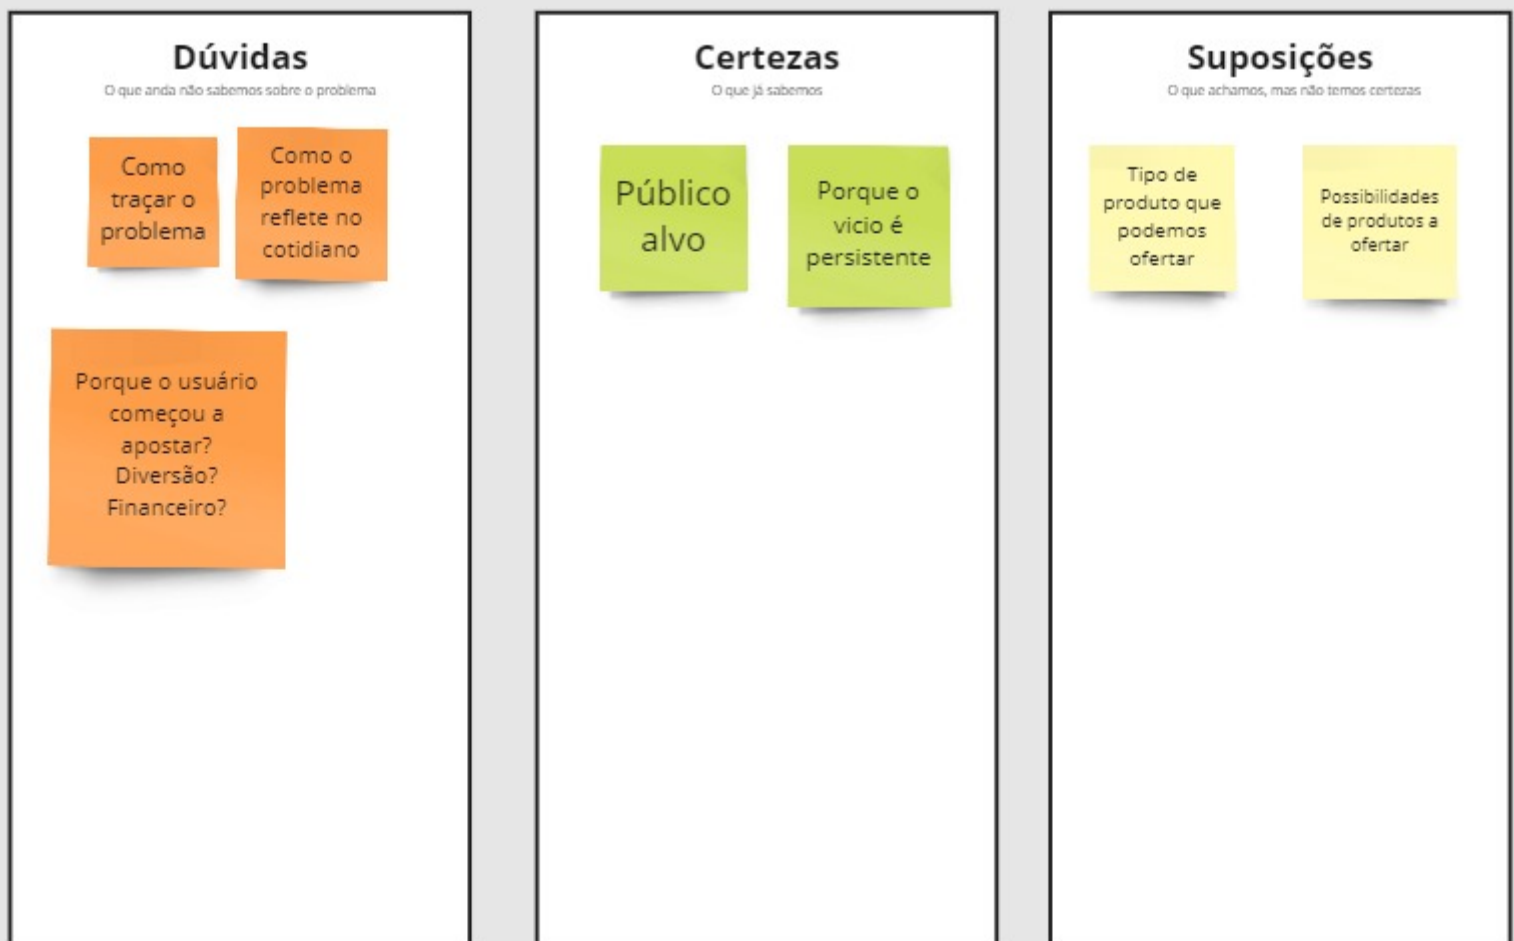 Dúvidas
O que anda não sabemos sobre o problema
Como
traçar o
problema
Como o
problema
reflete no
cotidiano
Porque o usuário
começou a
apostar?
Diversão?
Financeiro?
Certezas
O que já sabemos
Público
alvo
Porque o
vicio é
persistente
Suposições
O que achamos, mas não temos certezas
Tipo de
produto que
podemos
ofertar
Possibilidades
de produtos a
ofertar